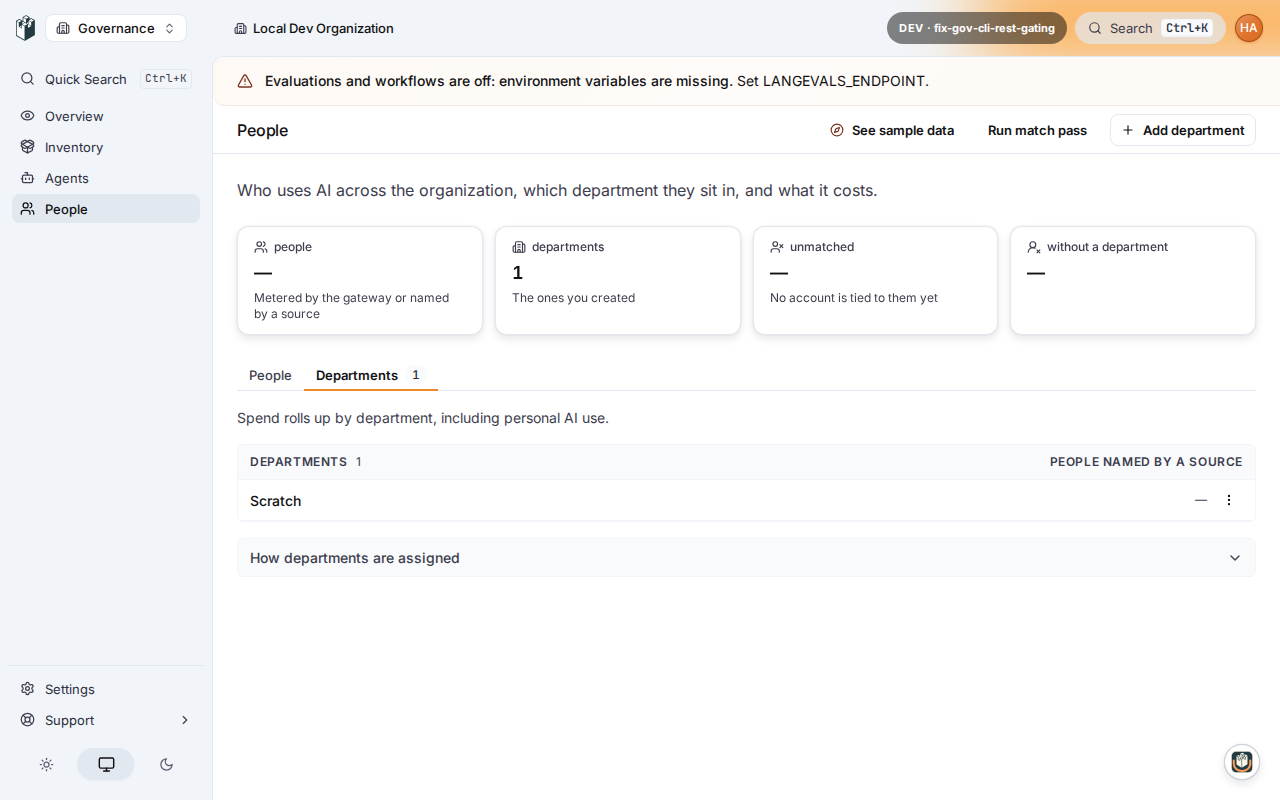 Governance
Local Dev Organization
DEV · fix-gov-cli-rest-gating
Search Ctrl+K
HA
Quick Search Ctrl+K
Overview
Inventory
Agents
People
Evaluations and workflows are off: environment variables are missing. Set LANGEVALS_ENDPOINT.
People
See sample data
Run match pass
Add department
Who uses AI across the organization, which department they sit in, and what it costs.
people
—
Metered by the gateway or named
by a source
departments
1
The ones you created
unmatched
—
No account is tied to them yet
without a department
—
People
Departments 1
Spend rolls up by department, including personal AI use.
DEPARTMENTS 1
PEOPLE NAMED BY A SOURCE
Scratch
—
How departments are assigned
Settings
Support